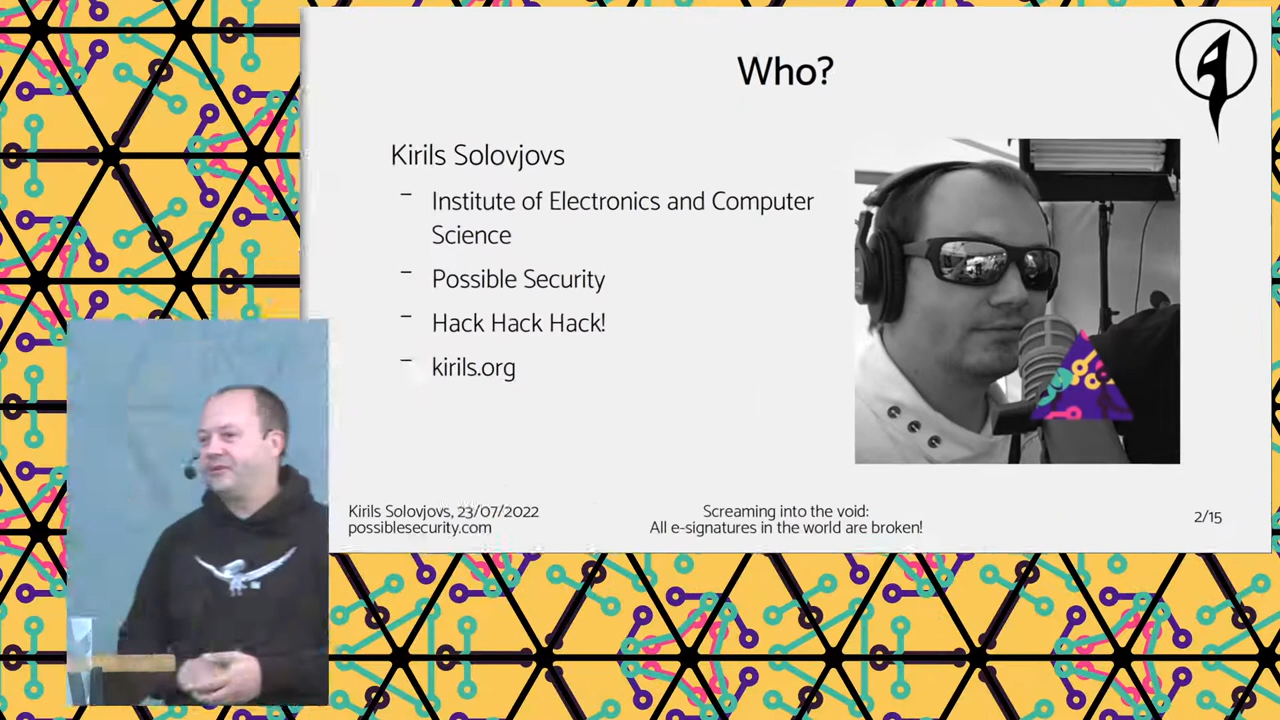 Who?
Kirils Solovjovs
– Institute of Electronics and Computer
Science
– Possible Security
– Hack Hack Hack!
– kirils.org
Kirils Solovjovs, 23/07/2022
possiblesecurity.com
Screaming into the void:
All e-signatures in the world are broken!
2/15